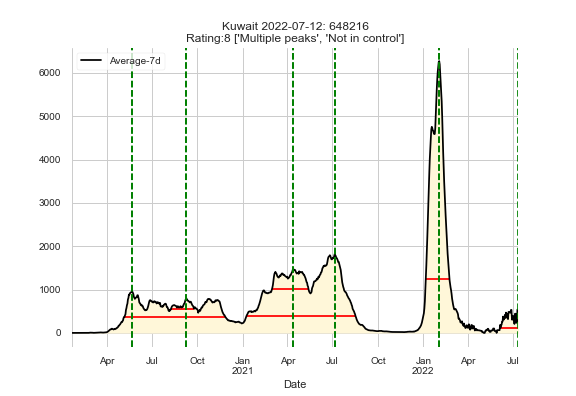 Kuwait 2022-07-12: 648216
Rating:8 ['Multiple peaks', 'Not in control']
Average-7d
6000
5000
4000
3000
2000
1000
0
Apr Jul Oct Jan Apr Jul Oct Jan Apr Jul
2021 2022
Date